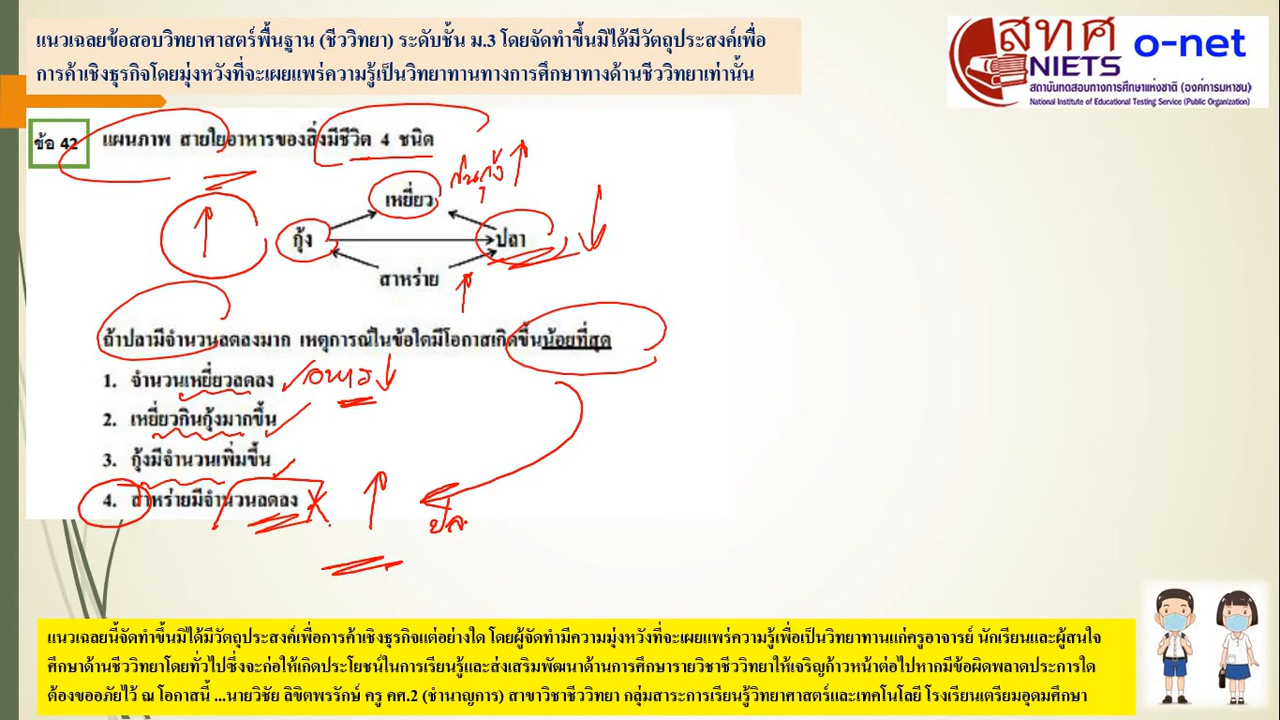 แนวเฉลยข้อสอบวิทยาศาสตร์พื้นฐาน (ชีววิทยา) ระดับชั้น ม.3 โดยจัดทำขึ้นมิได้มีวัตถุประสงค์เพื่อ
การค้าเชิงธุรกิจโดยมุ่งหวังที่จะเผยแพร่ความรู้เป็นวิทยาทานทางการศึกษาทางด้านชีววิทยาเท่านั้น
สทศ
NIETS
o-net
สถาบันทดสอบทางการศึกษาแห่งชาติ (องค์การมหาชน)
National Institute of Educational Testing Service (Public Organization)
ข้อ 42
แผนภาพ สายใยอาหารของสิ่งมีชีวิต 4 ชนิด
เหยี่ยว กินกุ้ง
กุ้ง ปลา
สาหร่าย
ถ้าปลามีจำนวนลดลงมาก เหตุการณ์ในข้อใดมีโอกาสเกิดขึ้นน้อยที่สุด
1. จำนวนเหยี่ยวลดลง อาหาร
2. เหยี่ยวกินกุ้งมากขึ้น
3. กุ้งมีจำนวนเพิ่มขึ้น
4. สาหร่ายมีจำนวนลดลง
แนวเฉลยนี้จัดทำขึ้นมิได้มีวัตถุประสงค์เพื่อการค้าเชิงธุรกิจแต่อย่างใด โดยผู้จัดทำมีความมุ่งหวังที่จะเผยแพร่ความรู้เพื่อเป็นวิทยาทานแก่ครูอาจารย์ นักเรียนและผู้สนใจ
ศึกษาด้านชีววิทยาโดยทั่วไปซึ่งจะก่อให้เกิดประโยชน์ในการเรียนรู้และส่งเสริมพัฒนาด้านการศึกษารายวิชาชีววิทยาให้เจริญก้าวหน้าต่อไปหากมีข้อผิดพลาดประการใด
ต้องขออภัยไว้ ณ โอกาสนี้ ...นายวิชัย ลิขิตพรรักษ์ ครู คศ.2 (ชำนาญการ) สาขาวิชาชีววิทยา กลุ่มสาระการเรียนรู้วิทยาศาสตร์และเทคโนโลยี โรงเรียนเตรียมอุดมศึกษา